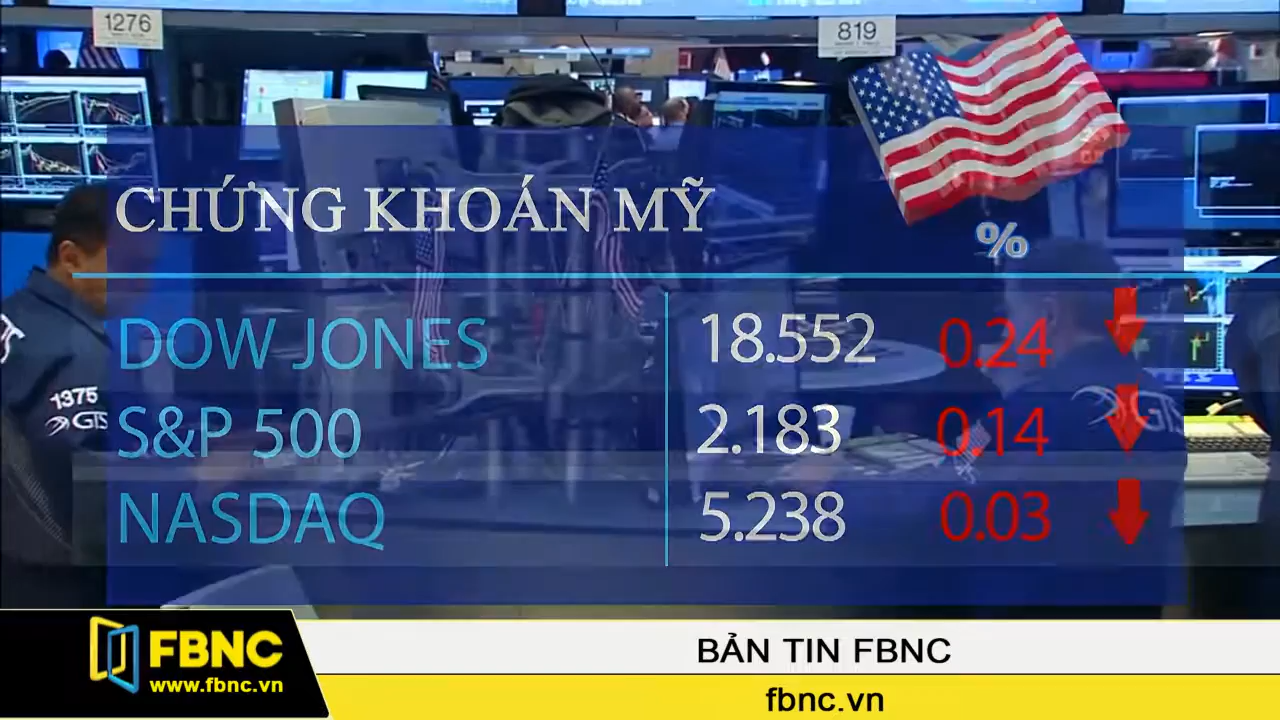 1276
819
CHỨNG KHOÁN MỸ
%
DOW JONES 18.552 0.24
S&P 500 2.183 0.14
NASDAQ 5.238 0.03
1375
GTS
FBNC
www.fbnc.vn
BẢN TIN FBNC
fbnc.vn